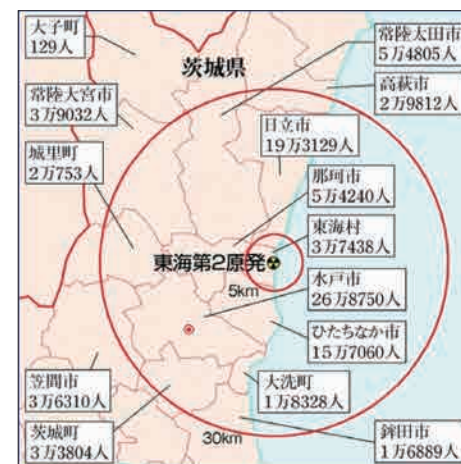 大子町
129人
茨城県
常陸太田市
5万4805人
常陸大宮市
3万9032人
高萩市
2万9812人
日立市
19万3129人
城里町
2万753人
那珂市
5万4240人
東海村
3万7438人
東海第2原発
5km
水戸市
26万8750人
ひたちなか市
15万7060人
笠間市
3万6310人
大洗町
1万8328人
茨城町
3万3804人
30km
鉾田市
1万6889人